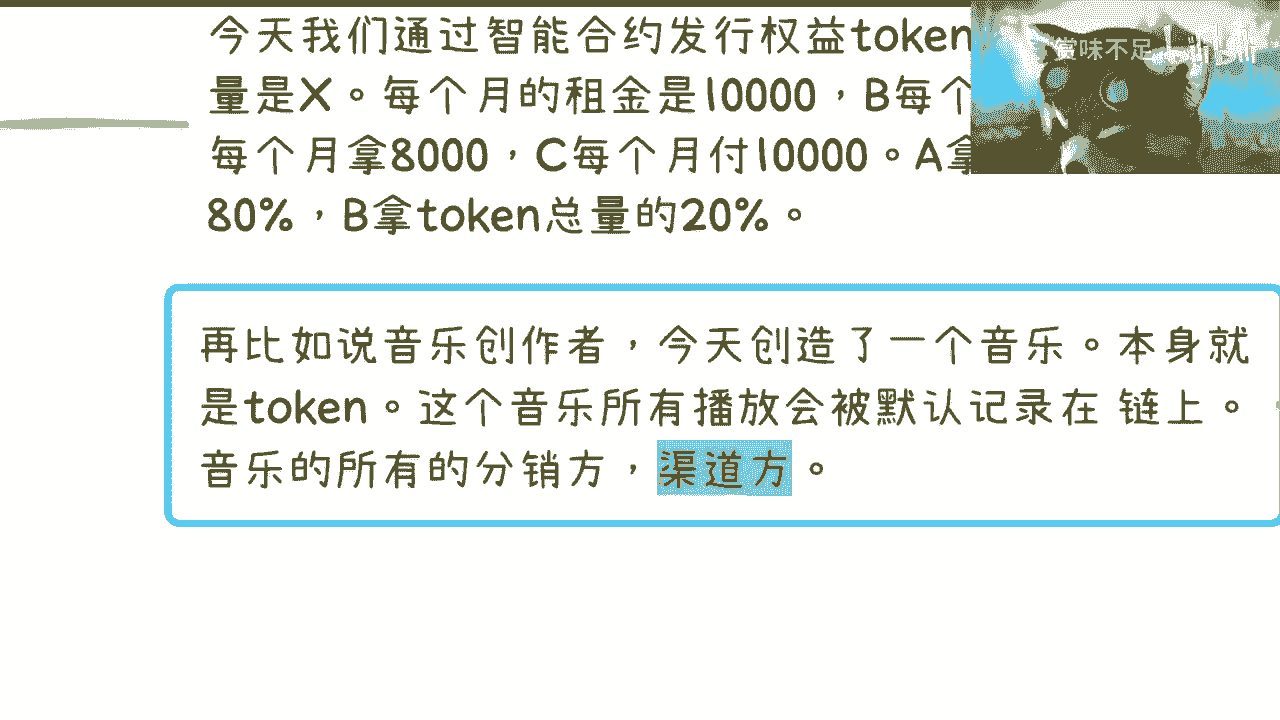 今天我们通过智能合约发行权益token
赏味不足
量是X。每个月的租金是10000，B每个
每个月拿8000，C每个月付10000。A拿
80%，B拿token总量的20%。
再比如说音乐创作者，今天创造了一个音乐。本身就
是token。这个音乐所有播放会被默认记录在 链上。
音乐的所有的分销方，渠道方。